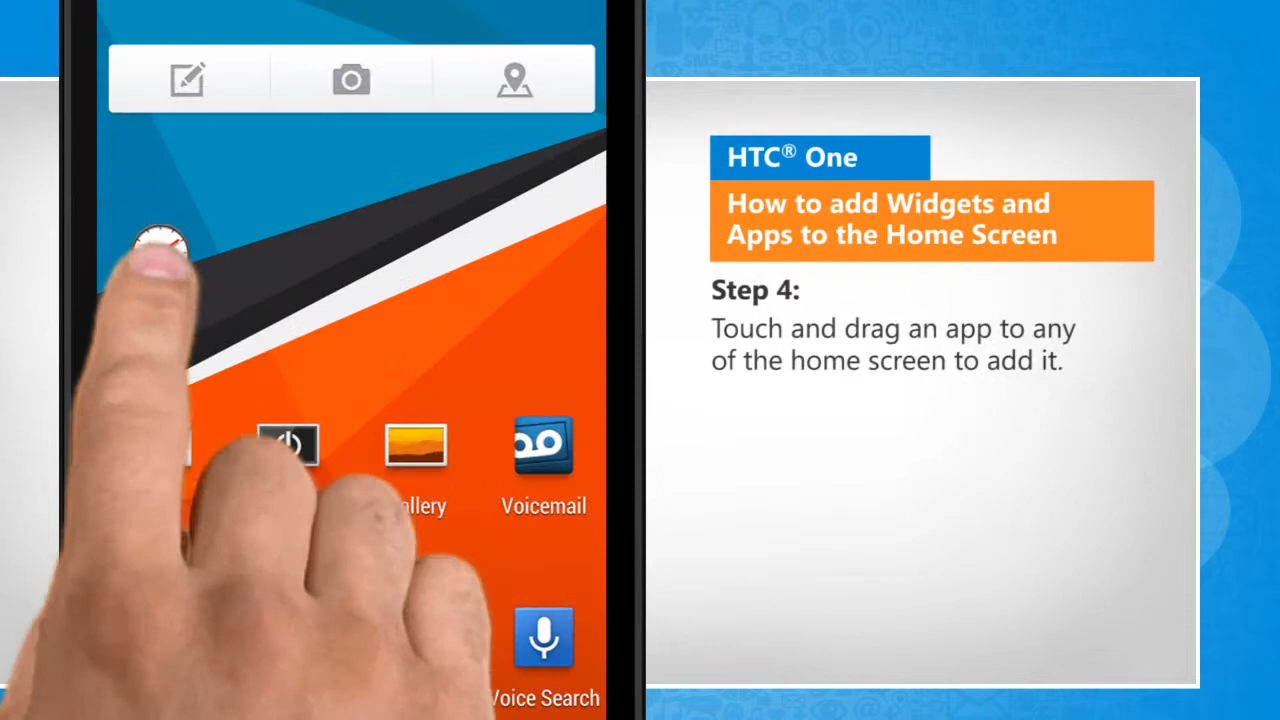 HTC® One
How to add Widgets and
Apps to the Home Screen
Step 4:
Touch and drag an app to any
of the home screen to add it.
Voicemail
Voice Search